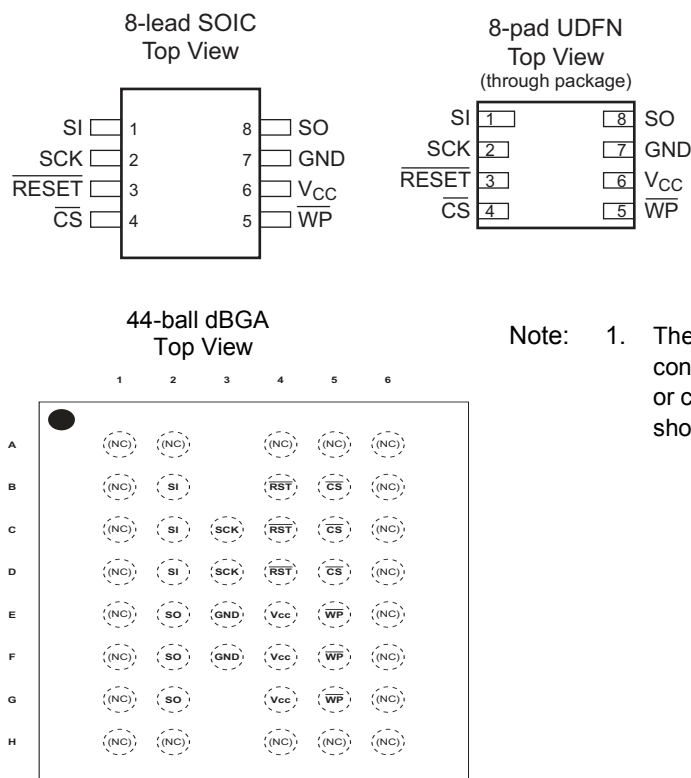 8-lead SOIC
Top View
SI 1 8 SO
SCK 2 7 GND
RESET 3 6 VCC
CS 4 5 WP
8-pad UDFN
Top View
(through package)
SI 1 8 SO
SCK 2 7 GND
RESET 3 6 VCC
CS 4 5 WP
44-ball dBGA
Top View
1 2 3 4 5 6
A (NC) (NC) (NC) (NC) (NC)
B (NC) SI RST CS (NC)
C (NC) SI SCK RST CS (NC)
D (NC) SI SCK RST CS (NC)
E (NC) SO GND Vcc WP (NC)
F (NC) SO GND Vcc WP (NC)
G (NC) SO Vcc WP (NC)
H (NC) (NC) (NC) (NC) (NC)
Note: 1. The
con
or c
sho